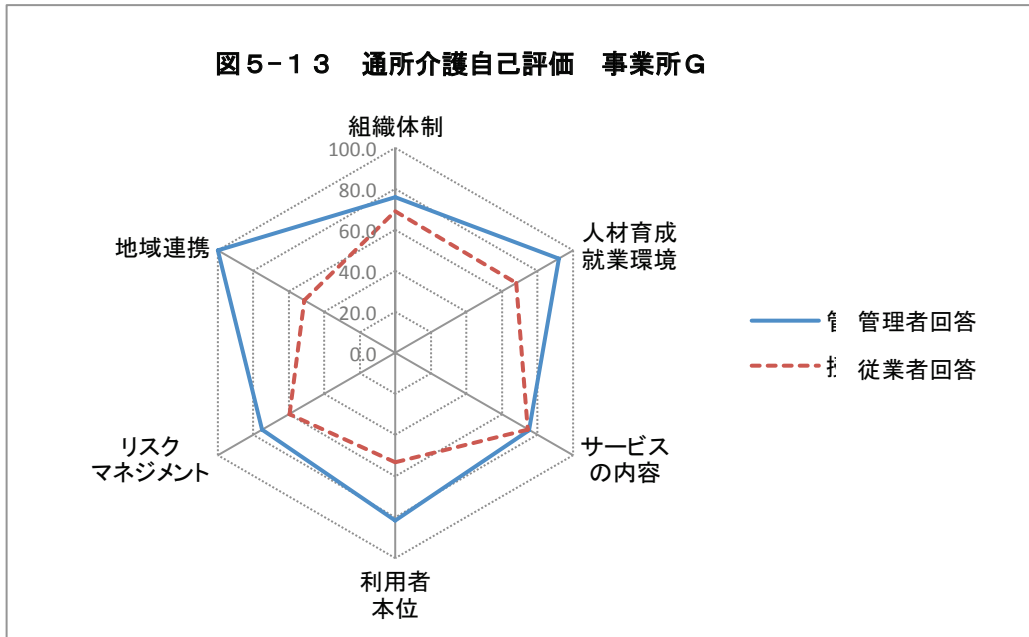 図５−１３　通所介護自己評価　事業所Ｇ
組織体制
100.0
80.0
60.0
40.0
20.0
0.0
人材育成
就業環境
サービス
の内容
利用者
本位
リスク
マネジメント
地域連携
管理者回答
従業者回答